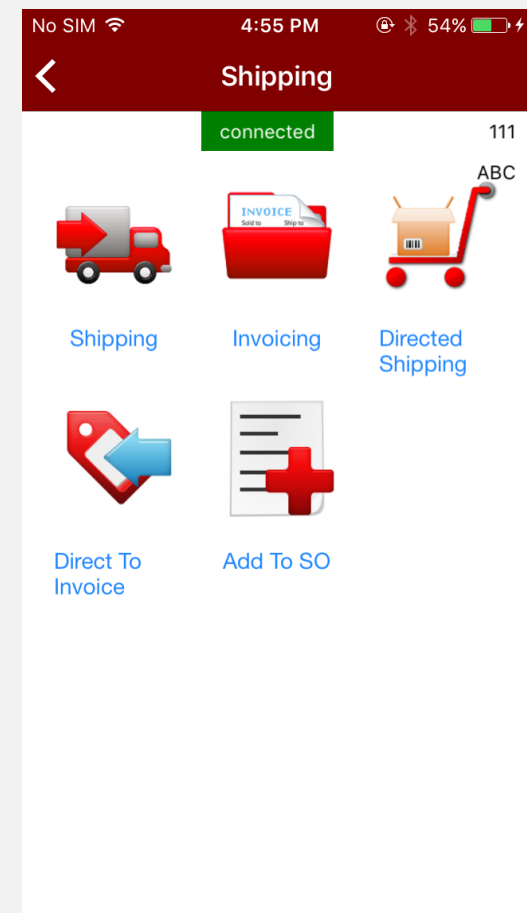 No SIM 4:55 PM 54%
Shipping
connected 111
ABC
INVOICE
Sold to Ship to
Shipping Invoicing Directed
Shipping
Direct To
Invoice
Add To SO